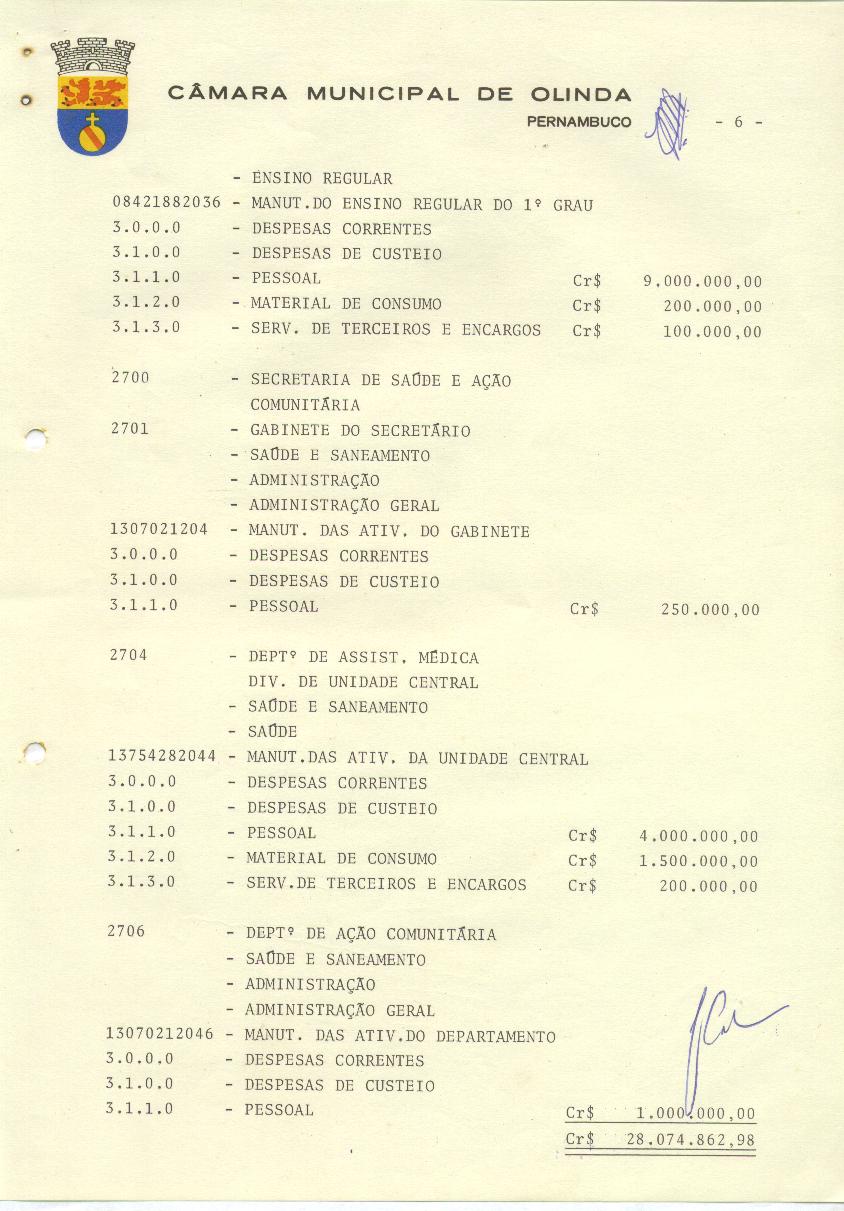 CÂMARA MUNICIPAL DE OLINDA
PERNAMBUCO - 6 -
- ENSINO REGULAR
08421882036 - MANUT.DO ENSINO REGULAR DO 1º GRAU
3.0.0.0 - DESPESAS CORRENTES
3.1.0.0 - DESPESAS DE CUSTEIO
3.1.1.0 - PESSOAL Cr$ 9.000.000,00
3.1.2.0 - MATERIAL DE CONSUMO Cr$ 200.000,00
3.1.3.0 - SERV. DE TERCEIROS E ENCARGOS Cr$ 100.000,00
2700 - SECRETARIA DE SAÚDE E AÇÃO
COMUNITÁRIA
2701 - GABINETE DO SECRETÁRIO
- SAÚDE E SANEAMENTO
- ADMINISTRAÇÃO
- ADMINISTRAÇÃO GERAL
1307021204 - MANUT. DAS ATIV. DO GABINETE
3.0.0.0 - DESPESAS CORRENTES
3.1.0.0 - DESPESAS DE CUSTEIO
3.1.1.0 - PESSOAL Cr$ 250.000,00
2704 - DEPTº DE ASSIST. MÉDICA
DIV. DE UNIDADE CENTRAL
- SAÚDE E SANEAMENTO
- SAÚDE
13754282044 - MANUT.DAS ATIV. DA UNIDADE CENTRAL
3.0.0.0 - DESPESAS CORRENTES
3.1.0.0 - DESPESAS DE CUSTEIO
3.1.1.0 - PESSOAL Cr$ 4.000.000,00
3.1.2.0 - MATERIAL DE CONSUMO Cr$ 1.500.000,00
3.1.3.0 - SERV.DE TERCEIROS E ENCARGOS Cr$ 200.000,00
2706 - DEPTº DE AÇÃO COMUNITÁRIA
- SAÚDE E SANEAMENTO
- ADMINISTRAÇÃO
- ADMINISTRAÇÃO GERAL
13070212046 - MANUT. DAS ATIV.DO DEPARTAMENTO
3.0.0.0 - DESPESAS CORRENTES
3.1.0.0 - DESPESAS DE CUSTEIO
3.1.1.0 - PESSOAL Cr$ 1.000.000,00
Cr$ 28.074.862,98